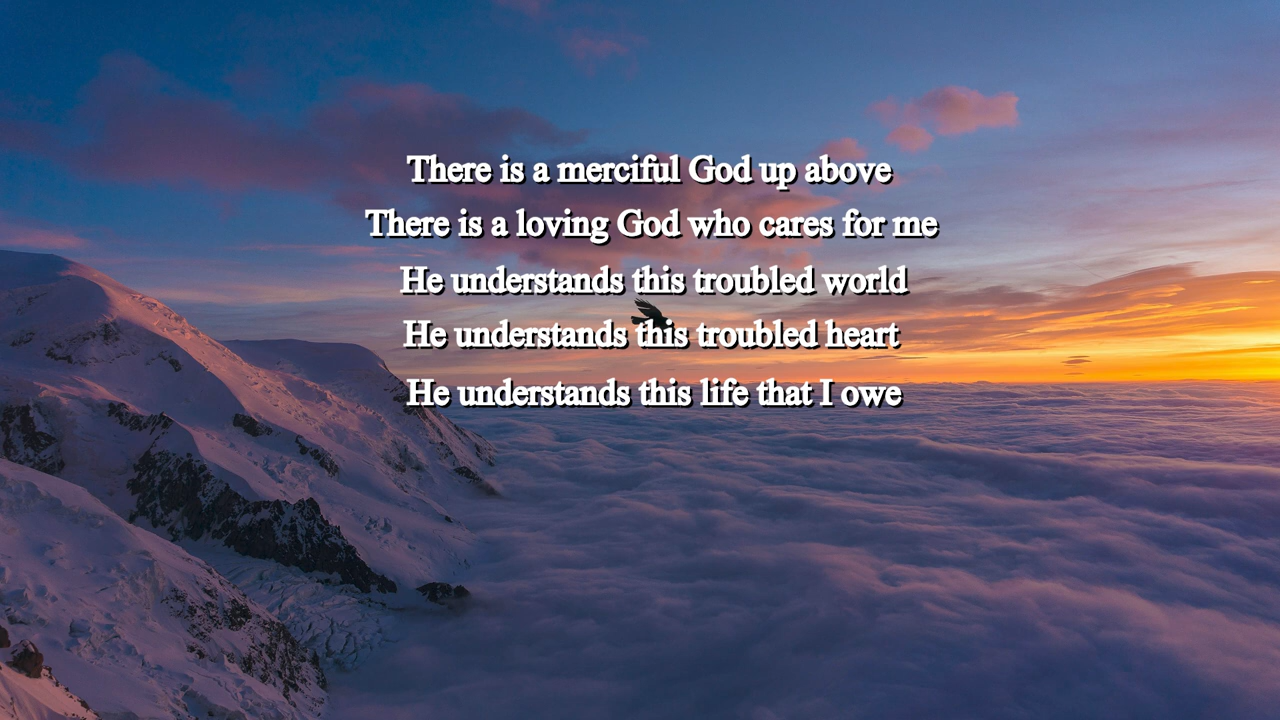 There is a merciful God up above
There is a loving God who cares for me
He understands this troubled world
He understands this troubled heart
He understands this life that I owe